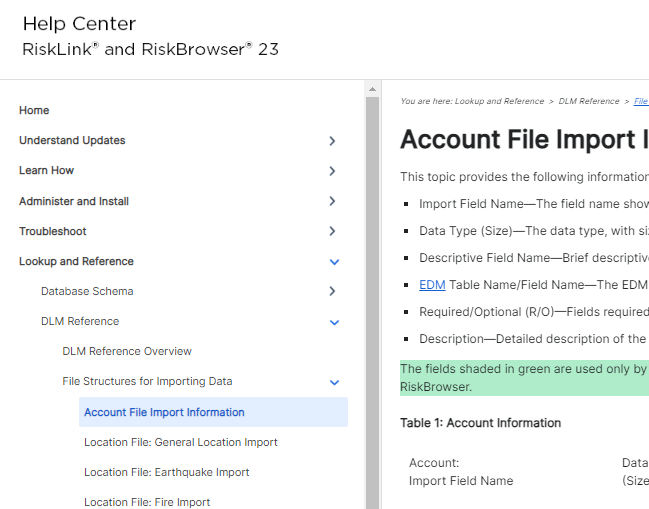 Help Center
RiskLink® and RiskBrowser® 23
Home
Understand Updates
Learn How
Administer and Install
Troubleshoot
Lookup and Reference
Database Schema
DLM Reference
DLM Reference Overview
File Structures for Importing Data
Account File Import Information
Location File: General Location Import
Location File: Earthquake Import
Location File: Fire Import
You are here: Lookup and Reference > DLM Reference > File
Account File Import I
This topic provides the following information
▪ Import Field Name—The field name show
▪ Data Type (Size)—The data type, with si
▪ Descriptive Field Name—Brief descriptive
▪ EDM Table Name/Field Name—The EDM
▪ Required/Optional (R/O)—Fields required
▪ Description—Detailed description of the
The fields shaded in green are used only by
RiskBrowser.
Table 1: Account Information
Account: Data
Import Field Name (Size